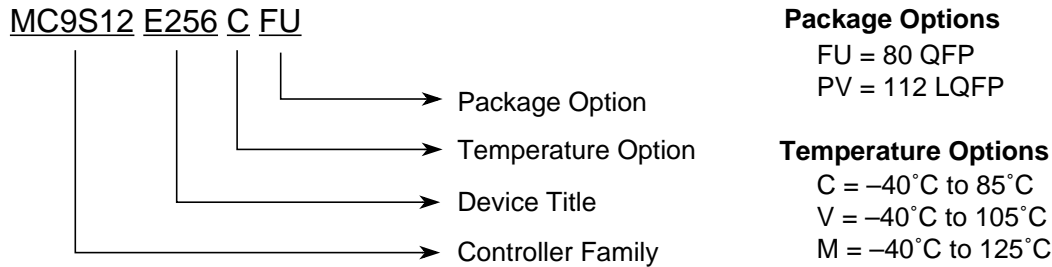 MC9S12 E256 C FU
Package Option
Temperature Option
Device Title
Controller Family
Package Options
FU = 80 QFP
PV = 112 LQFP
Temperature Options
C = –40˚C to 85˚C
V = –40˚C to 105˚C
M = –40˚C to 125˚C